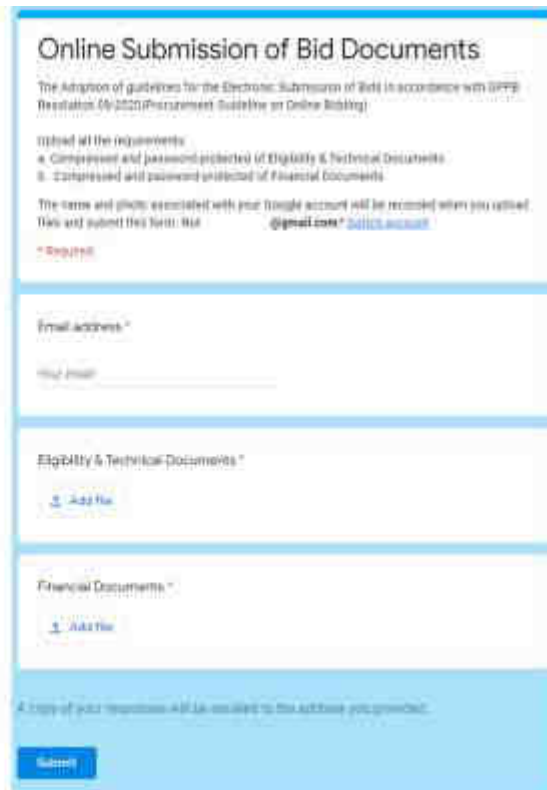 Online Submission of Bid Documents
The Adoption of guidelines for the Electronic Submission of Bids in accordance with GPPB
Resolution 09-2020(Procurement Guideline on Online Bidding)
Upload all the requirements:
a. Compressed and password protected of Eligibility & Technical Documents
b. Compressed and password protected of Financial Documents
The name and photo associated with your Google account will be recorded when you upload
files and submit this form. Not @gmail.com? Switch account
* Required
Email address *
Your email
Eligibility & Technical Documents *
Add file
Financial Documents *
Add file
A copy of your responses will be emailed to the address you provided.
Submit